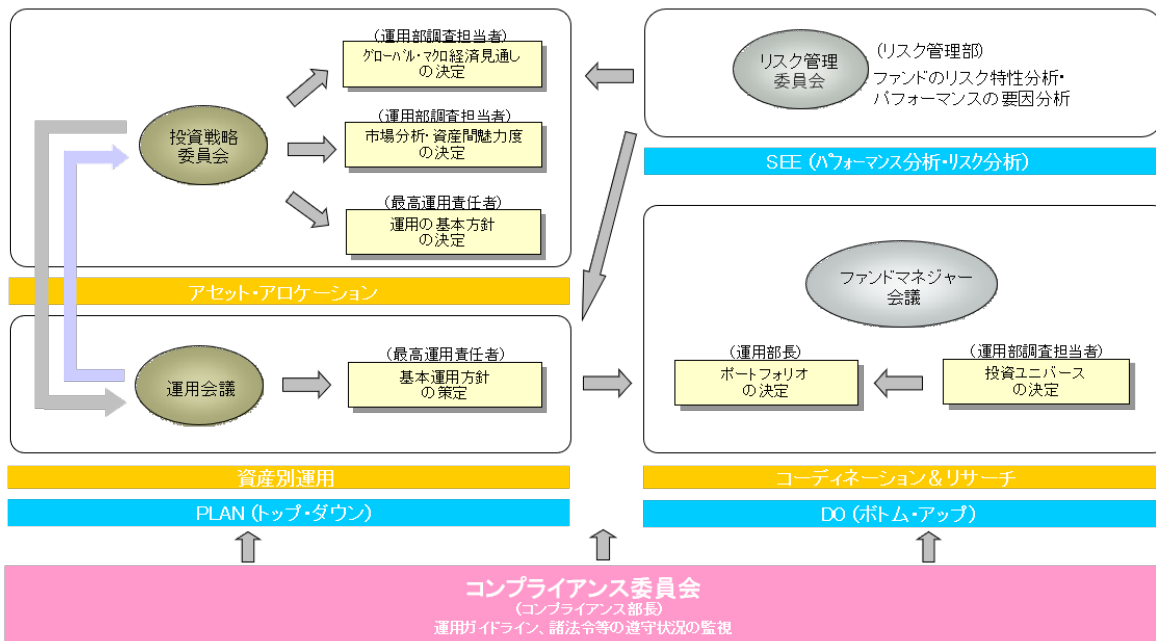 (運用部調査担当者)
グローバル・マクロ経済見通し
の決定
(運用部調査担当者)
市場分析・資産間魅力度
の決定
(最高運用責任者)
運用の基本方針
の決定
投資戦略
委員会
アセット・アロケーション
運用会議
(最高運用責任者)
基本運用方針
の策定
資産別運用
PLAN (トップ・ダウン)
リスク管理
委員会
(リスク管理部)
ファンドのリスク特性分析・
パフォーマンスの要因分析
SEE (パフォーマンス分析・リスク分析)
ファンドマネジャー
会議
(運用部長)
ポートフォリオ
の決定
(運用部調査担当者)
投資ユニバース
の決定
コーディネーション&リサーチ
DO (ボトム・アップ)
コンプライアンス委員会
(コンプライアンス部長)
運用ガイドライン、諸法令等の遵守状況の監視